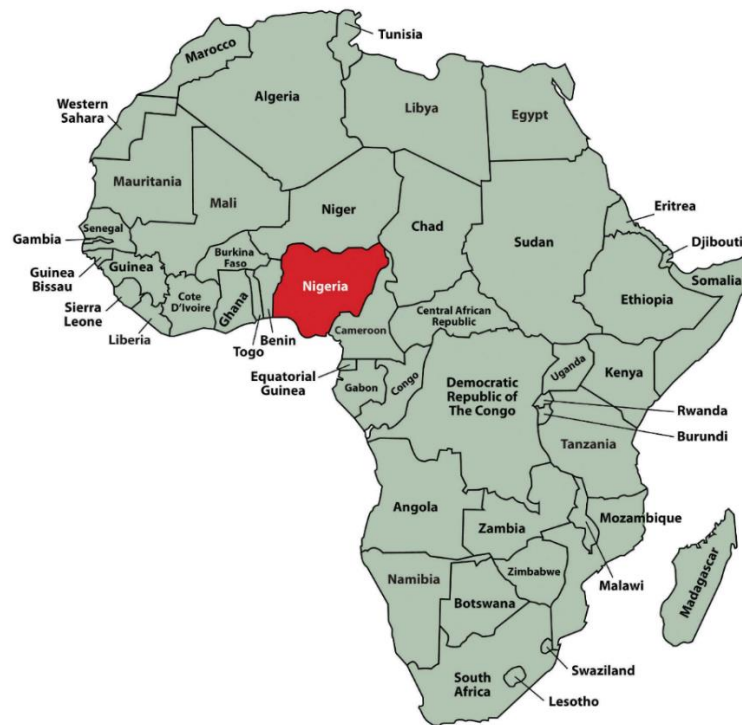 Tunisia
Marocco
Algeria
Libya
Egypt
Western
Sahara
Mauritania
Mali
Niger
Chad
Sudan
Eritrea
Djibouti
Somalia
Senegal
Gambia
Guinea
Bissau
Guinea
Sierra
Leone
Liberia
Cote
D'Ivoire
Burkina
Faso
Ghana
Togo
Benin
Nigeria
Cameroon
Central African
Republic
Ethiopia
Equatorial
Guinea
Gabon
Congo
Democratic
Republic of
The Congo
Uganda
Kenya
Rwanda
Burundi
Tanzania
Angola
Zambia
Mozambique
Malawi
Madagascar
Namibia
Zimbabwe
Botswana
Swaziland
South
Africa
Lesotho